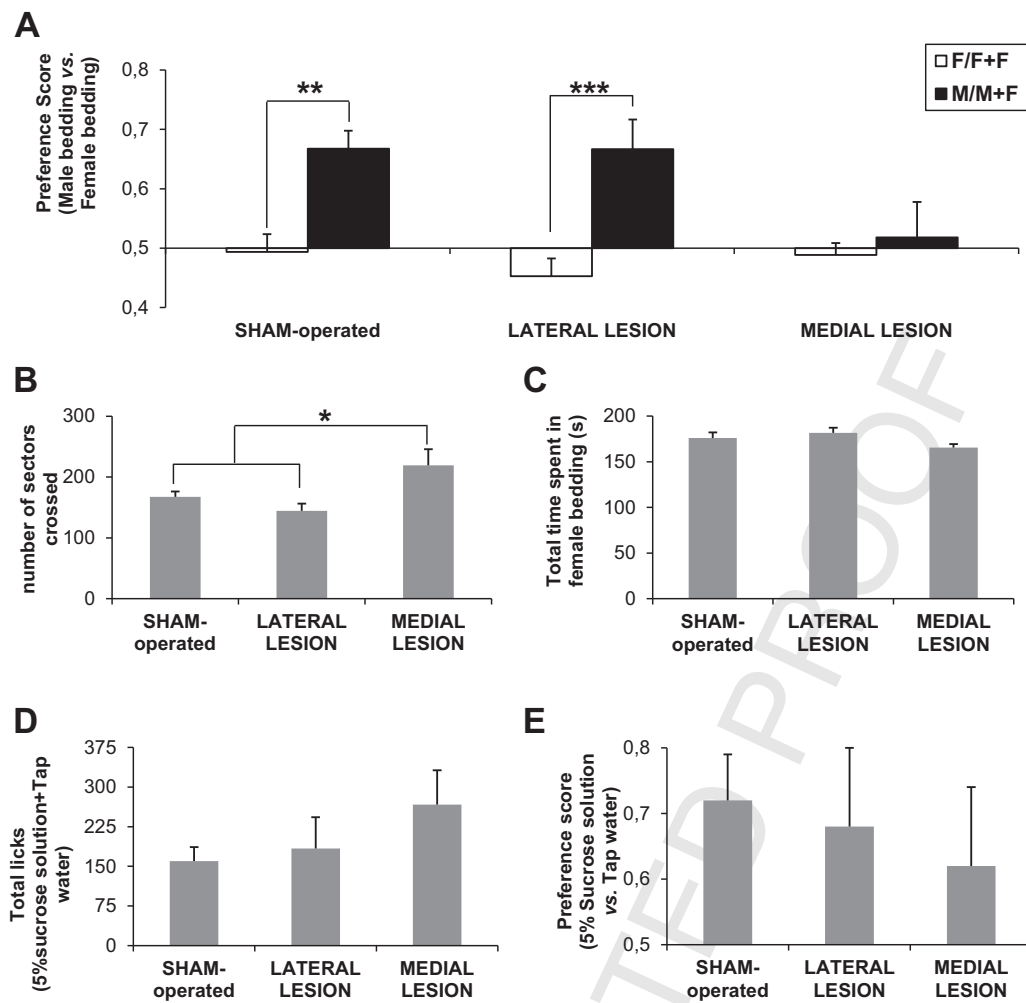 A
Preference Score
(Male bedding vs.
Female bedding)
0,8
0,7
0,6
0,5
0,4
**
***
F/F+F
M/M+F
SHAM-operated
LATERAL LESION
MEDIAL LESION
B
number of sectors
crossed
300
200
100
0
*
SHAM-
operated
LATERAL
LESION
MEDIAL
LESION
C
Total time spent in
female bedding (s)
200
150
100
50
0
SHAM-
operated
LATERAL
LESION
MEDIAL
LESION
D
Total licks
(5%sucrose solution+Tap
water)
375
300
225
150
75
0
SHAM-
operated
LATERAL
LESION
MEDIAL
LESION
E
Preference score
(5% Sucrose solution
vs. Tap water)
0,8
0,7
0,6
0,5
SHAM-
operated
LATERAL
LESION
MEDIAL
LESION
TED PROOF